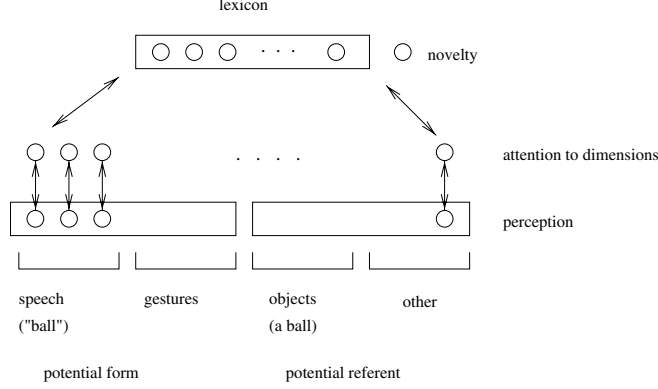 lexicon
. . .
novelty
. . . .
attention to dimensions
perception
speech
("ball")
gestures
objects
(a ball)
other
potential form
potential referent